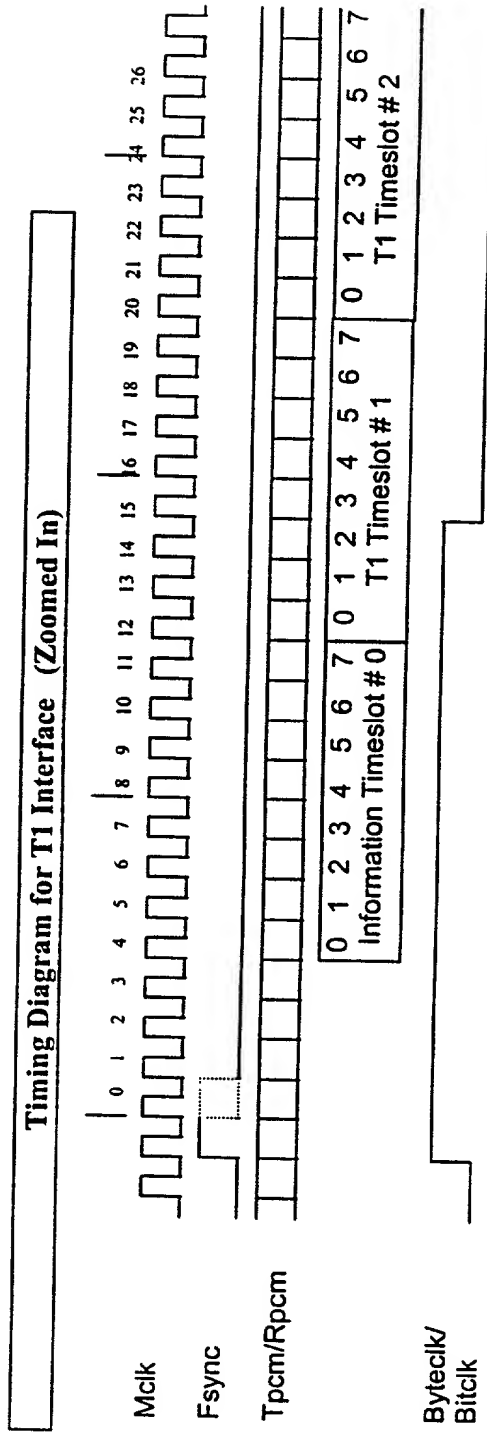 Timing Diagram for T1 Interface (Zoomed In)
0 1 2 3 4 5 6 7 8 9 10 11 12 13 14 15 16 17 18 19 20 21 22 23 24 25 26
Mclk
Fsync
Tpcm/Rpcm
0 1 2 3 4 5 6 7 0 1 2 3 4 5 6 7 0 1 2 3 4 5 6 7
Information Timeslot # 0 T1 Timeslot # 1 T1 Timeslot # 2
Byteclk/
Bitclk